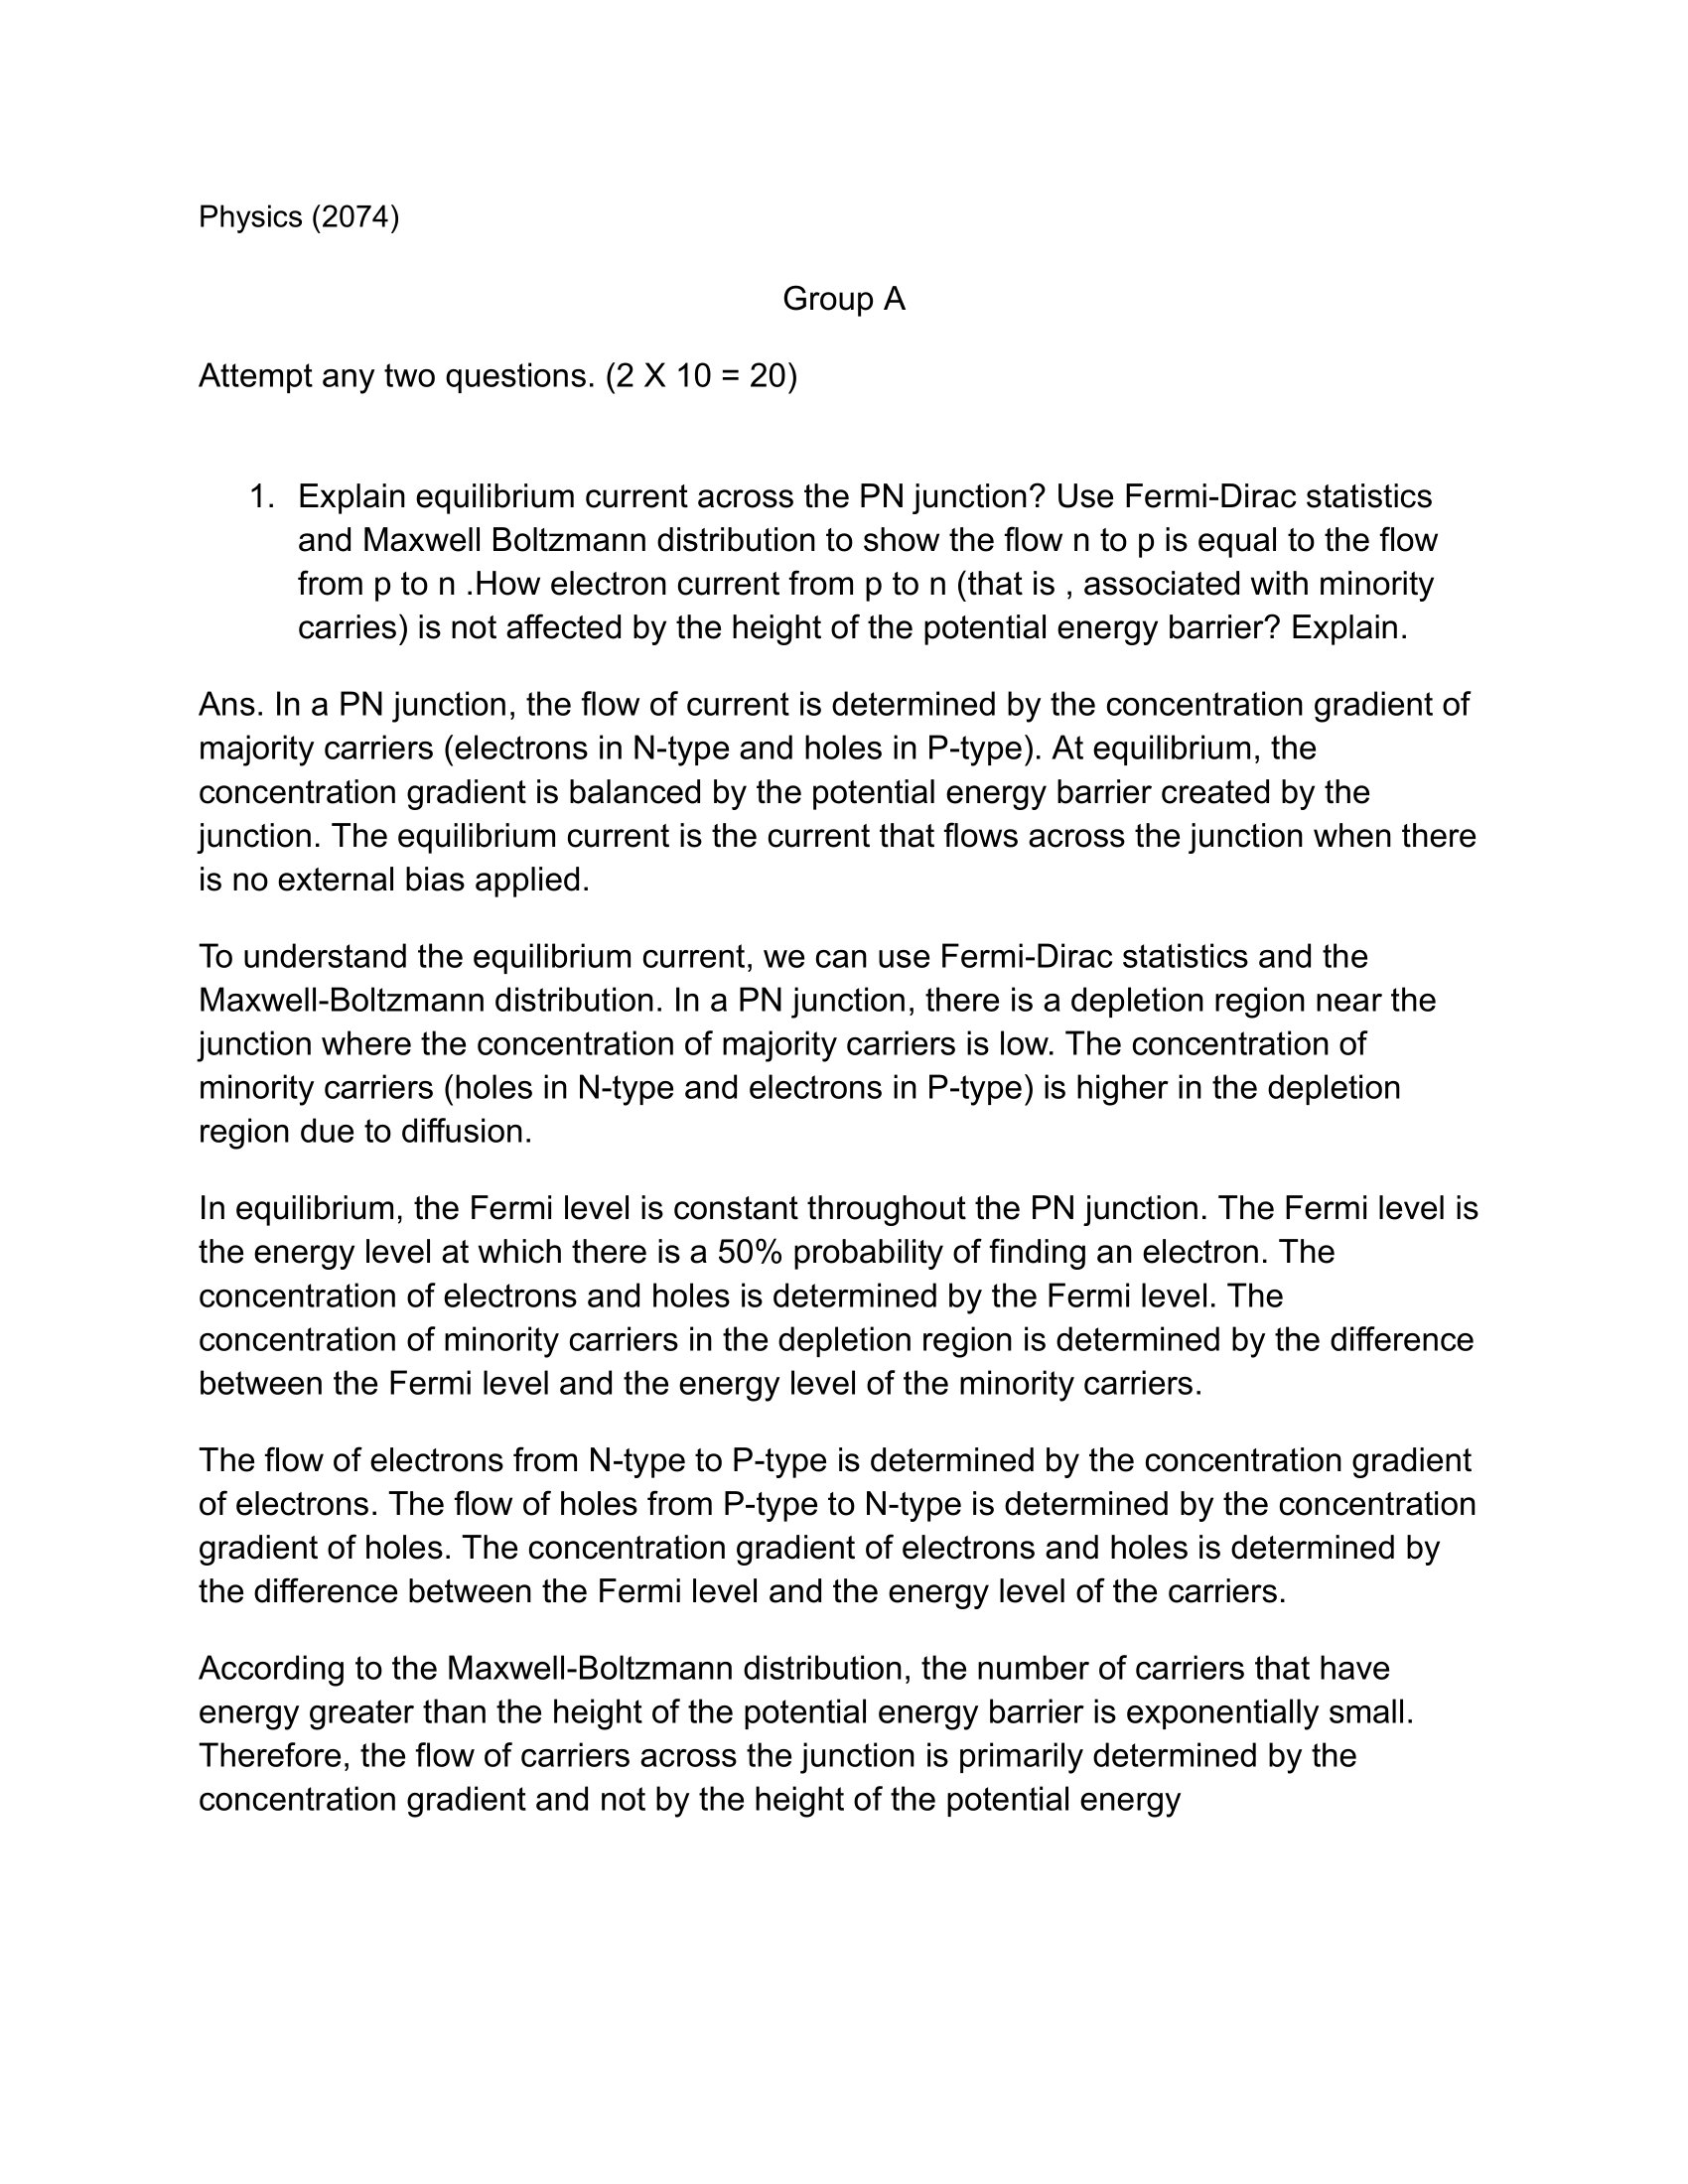 Physics (2074)
Group A
Attempt any two questions. (2 X 10 = 20)
1. Explain equilibrium current across the PN junction? Use Fermi-Dirac statistics
and Maxwell Boltzmann distribution to show the flow n to p is equal to the flow
from p to n .How electron current from p to n (that is , associated with minority
carries) is not affected by the height of the potential energy barrier? Explain.
Ans. In a PN junction, the flow of current is determined by the concentration gradient of
majority carriers (electrons in N-type and holes in P-type). At equilibrium, the
concentration gradient is balanced by the potential energy barrier created by the
junction. The equilibrium current is the current that flows across the junction when there
is no external bias applied.
To understand the equilibrium current, we can use Fermi-Dirac statistics and the
Maxwell-Boltzmann distribution. In a PN junction, there is a depletion region near the
junction where the concentration of majority carriers is low. The concentration of
minority carriers (holes in N-type and electrons in P-type) is higher in the depletion
region due to diffusion.
In equilibrium, the Fermi level is constant throughout the PN junction. The Fermi level is
the energy level at which there is a 50% probability of finding an electron. The
concentration of electrons and holes is determined by the Fermi level. The
concentration of minority carriers in the depletion region is determined by the difference
between the Fermi level and the energy level of the minority carriers.
The flow of electrons from N-type to P-type is determined by the concentration gradient
of electrons. The flow of holes from P-type to N-type is determined by the concentration
gradient of holes. The concentration gradient of electrons and holes is determined by
the difference between the Fermi level and the energy level of the carriers.
According to the Maxwell-Boltzmann distribution, the number of carriers that have
energy greater than the height of the potential energy barrier is exponentially small.
Therefore, the flow of carriers across the junction is primarily determined by the
concentration gradient and not by the height of the potential energy